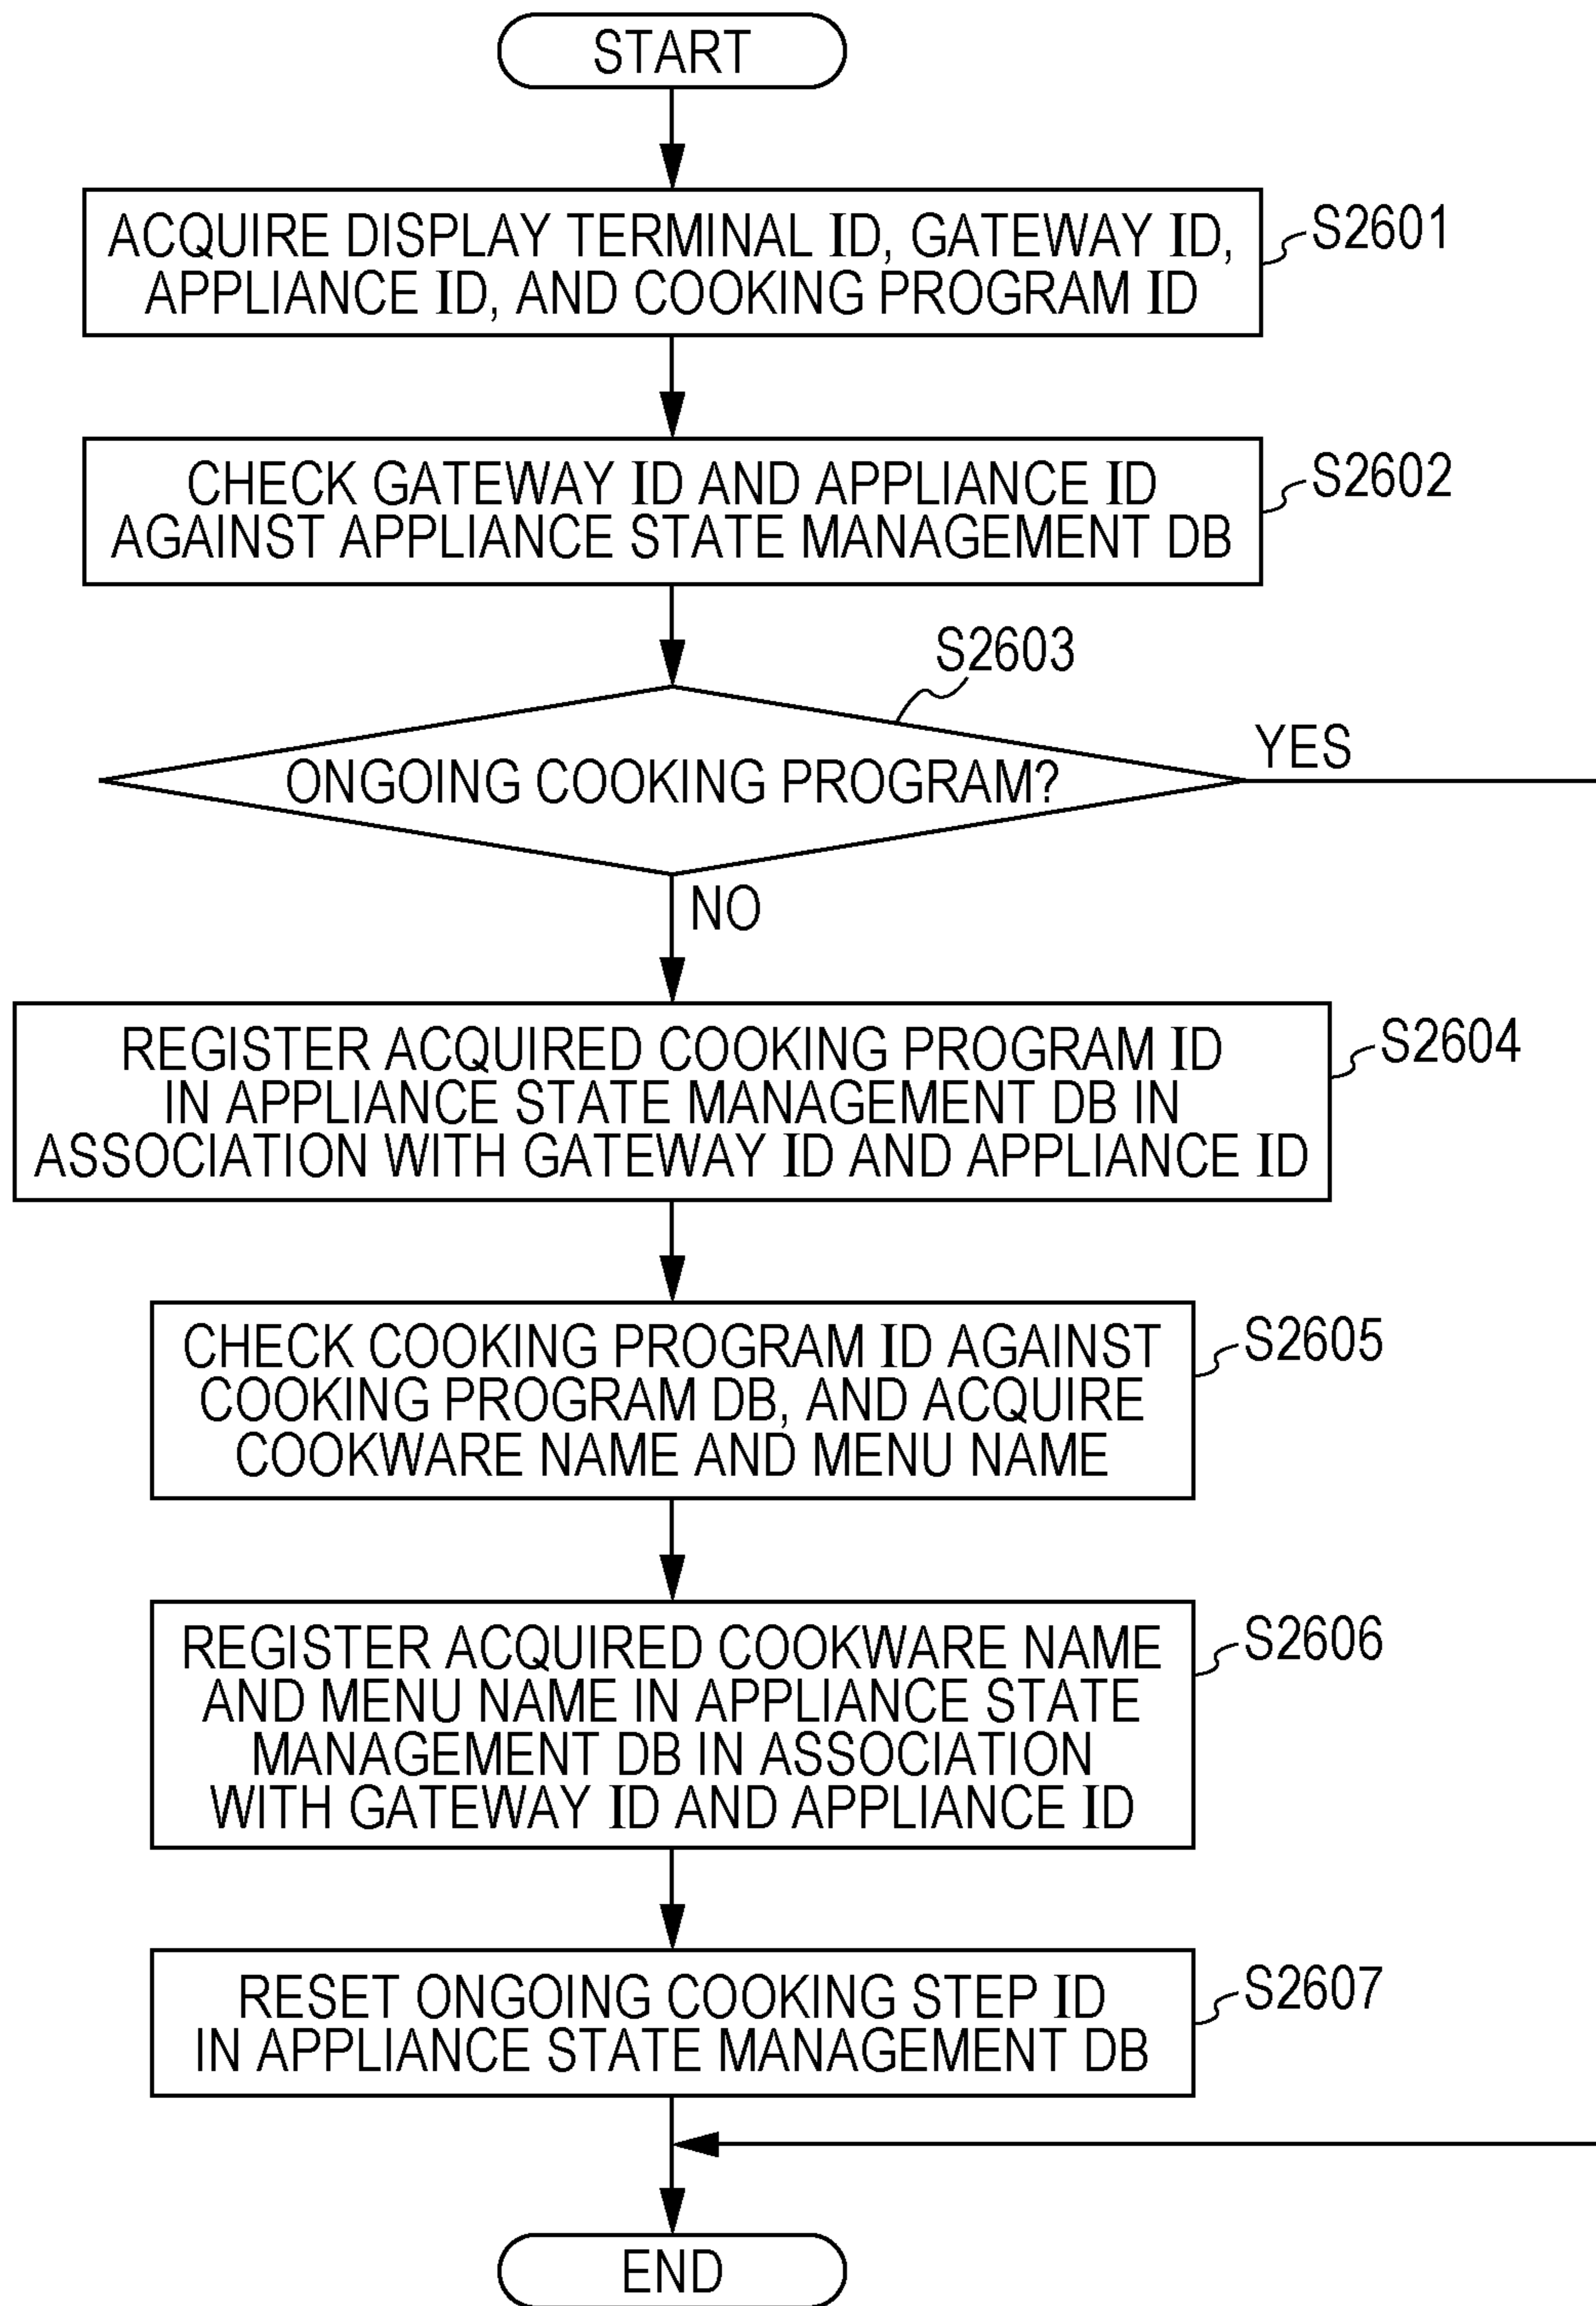 START
ACQUIRE DISPLAY TERMINAL ID, GATEWAY ID,
APPLIANCE ID, AND COOKING PROGRAM ID
S2601
CHECK GATEWAY ID AND APPLIANCE ID
AGAINST APPLIANCE STATE MANAGEMENT DB
S2602
S2603
ONGOING COOKING PROGRAM?
YES
NO
REGISTER ACQUIRED COOKING PROGRAM ID
IN APPLIANCE STATE MANAGEMENT DB IN
ASSOCIATION WITH GATEWAY ID AND APPLIANCE ID
S2604
CHECK COOKING PROGRAM ID AGAINST
COOKING PROGRAM DB, AND ACQUIRE
COOKWARE NAME AND MENU NAME
S2605
REGISTER ACQUIRED COOKWARE NAME
AND MENU NAME IN APPLIANCE STATE
MANAGEMENT DB IN ASSOCIATION
WITH GATEWAY ID AND APPLIANCE ID
S2606
RESET ONGOING COOKING STEP ID
IN APPLIANCE STATE MANAGEMENT DB
S2607
END